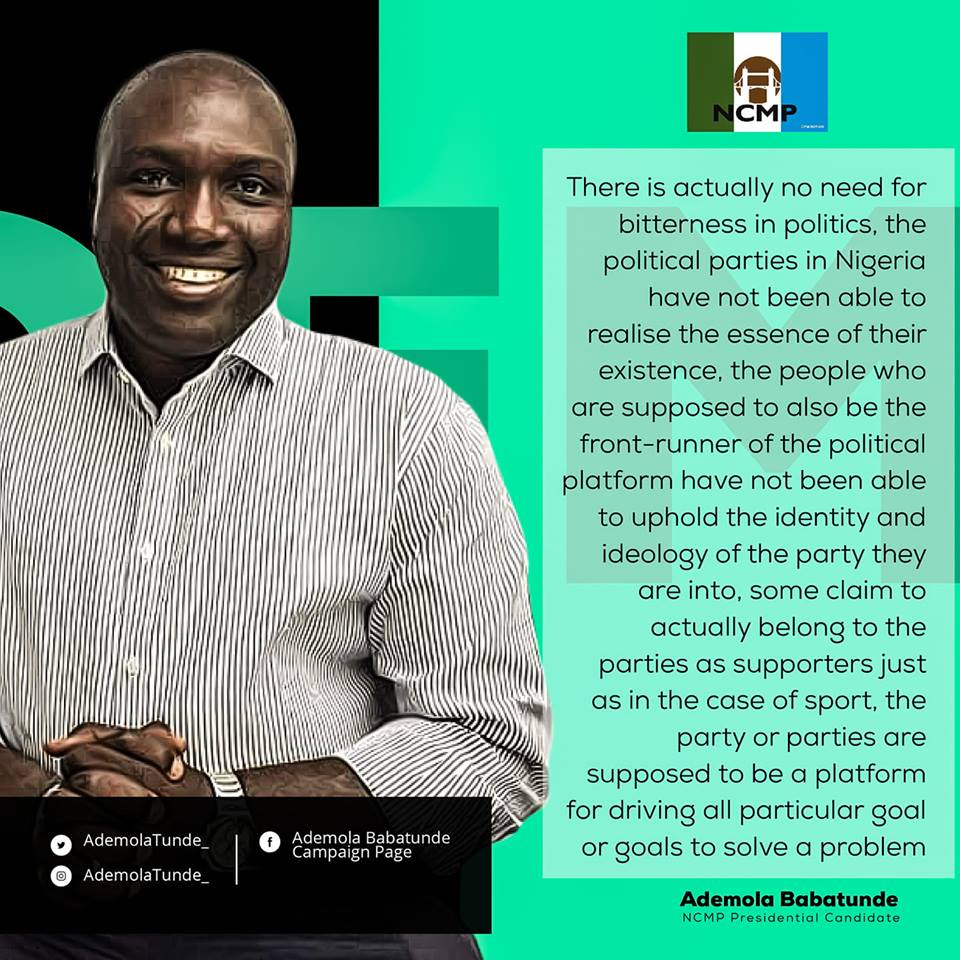 NCMP
There is actually no need for
bitterness in politics, the
political parties in Nigeria
have not been able to
realise the essence of their
existence, the people who
are supposed to also be the
front-runner of the political
platform have not been able
to uphold the identity and
ideology of the party they
are into, some claim to
actually belong to the
parties as supporters just
as in the case of sport, the
party or parties are
supposed to be a platform
for driving all particular goal
or goals to solve a problem
Ademola Babatunde
NCMP Presidential Candidate
AdemolaTunde_
AdemolaTunde_
Ademola Babatunde
Campaign Page